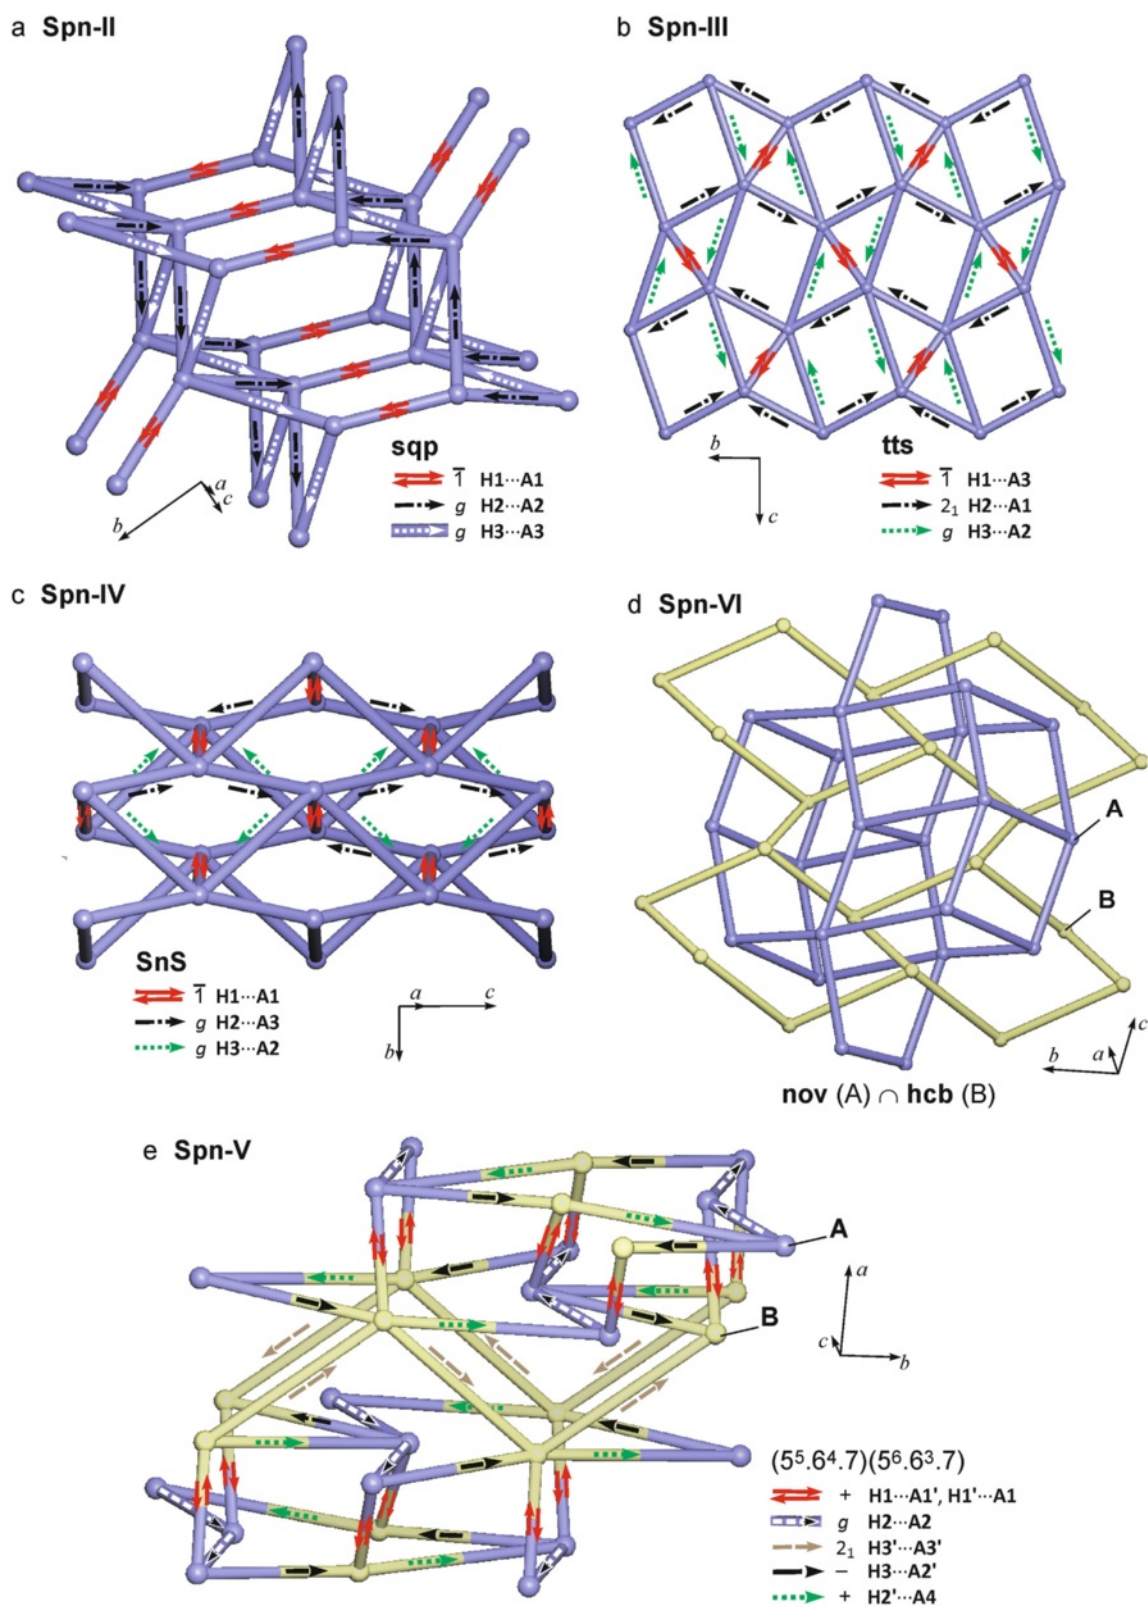 a Spn-II
b Spn-III
sqp
1̄ H1···A1
g H2···A2
g H3···A3
a
b
c
tts
1̄ H1···A3
2₁ H2···A1
g H3···A2
b
c
c Spn-IV
d Spn-VI
SnS
1̄ H1···A1
g H2···A3
g H3···A2
a
c
b
A
B
c
b
a
nov (A) ∩ hcb (B)
e Spn-V
A
B
a
c
b
(5⁵.6⁴.7)(5⁶.6³.7)
+ H1···A1', H1'···A1
g H2···A2
2₁ H3'···A3'
– H3···A2'
+ H2'···A4